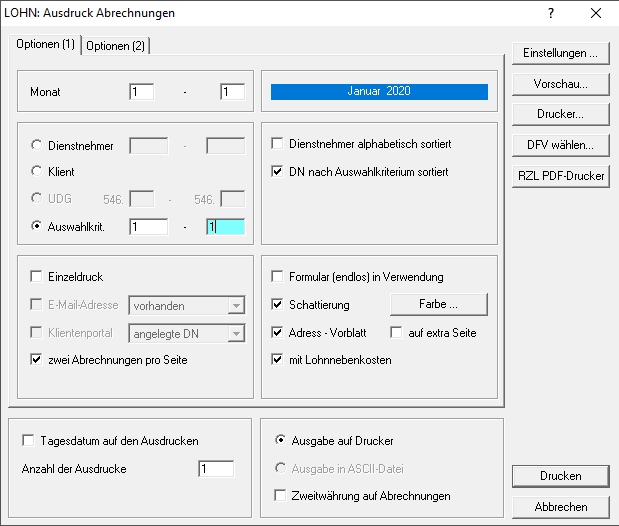 LOHN: Ausdruck Abrechnungen
Optionen (1) Optionen (2)
Monat 1 - 1
Januar 2020
Dienstnehmer -
Klient
UDG 546. - 546.
Auswahlkrit. 1 - 1
Dienstnehmer alphabetisch sortiert
DN nach Auswahlkriterium sortiert
Einzeldruck
E-Mail-Adresse vorhanden
Klientenportal angelegte DN
zwei Abrechnungen pro Seite
Formular (endlos) in Verwendung
Schattierung Farbe ...
Adress - Vorblatt auf extra Seite
mit Lohnnebenkosten
Tagesdatum auf den Ausdrucken
Anzahl der Ausdrucke 1
Ausgabe auf Drucker
Ausgabe in ASCII-Datei
Zweitwährung auf Abrechnungen
Einstellungen ...
Vorschau...
Drucker...
DFV wählen...
RZL PDF-Drucker
Drucken
Abbrechen